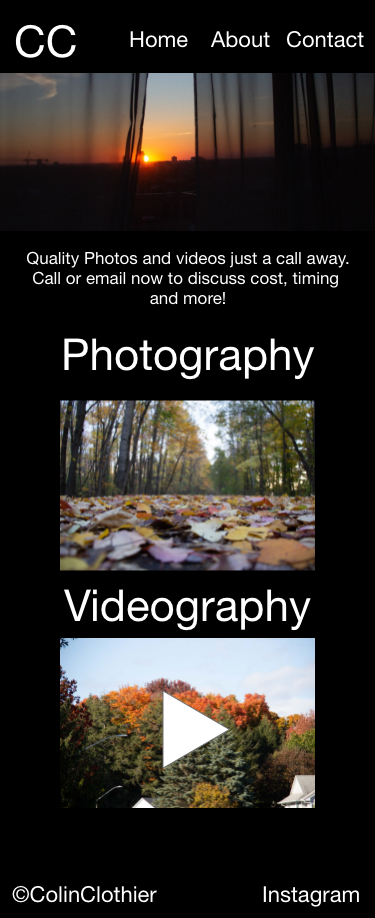 CC Home About Contact
Quality Photos and videos just a call away.
Call or email now to discuss cost, timing
and more!
Photography
Videography
©ColinClothier Instagram